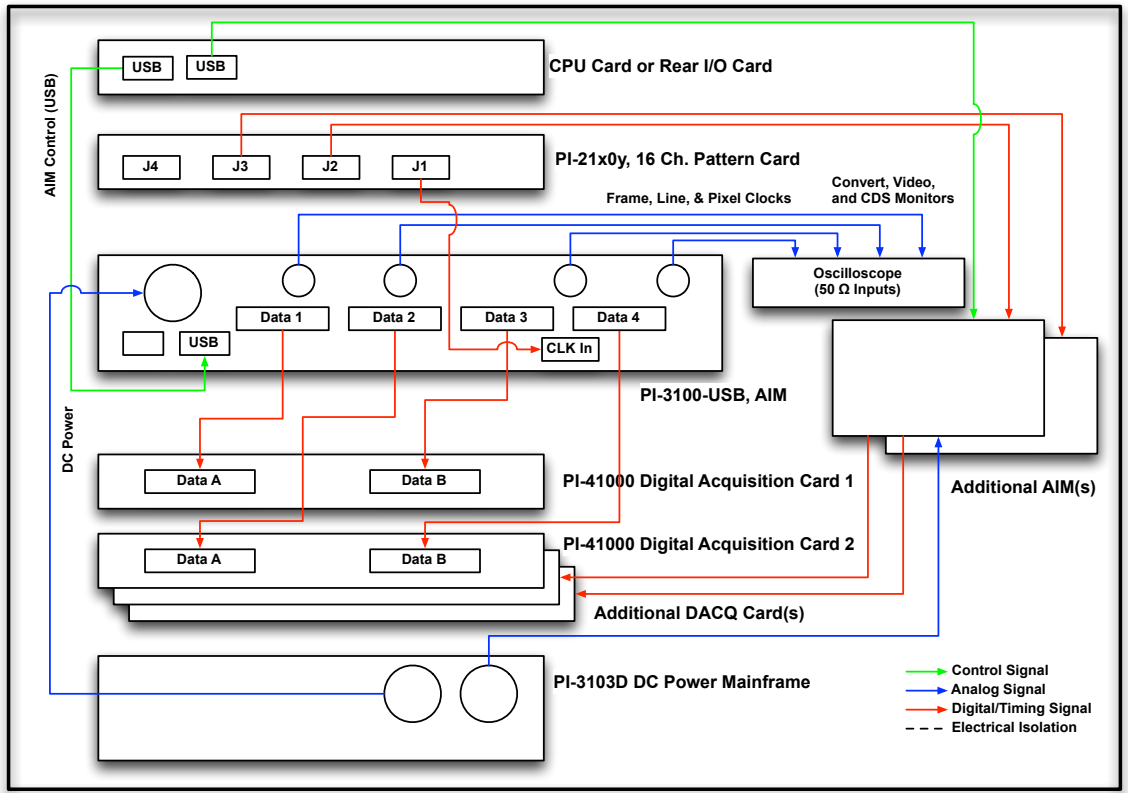 USB
USB
CPU Card or Rear I/O Card
AIM Control (USB)
J4
J3
J2
J1
PI-21x0y, 16 Ch. Pattern Card
Frame, Line, & Pixel Clocks
Convert, Video,
and CDS Monitors
Oscilloscope
(50 Ω Inputs)
Data 1
Data 2
Data 3
Data 4
USB
CLK In
PI-3100-USB, AIM
DC Power
Data A
Data B
PI-41000 Digital Acquisition Card 1
Additional AIM(s)
PI-41000 Digital Acquisition Card 2
Data A
Data B
Additional DACQ Card(s)
PI-3103D DC Power Mainframe
Control Signal
Analog Signal
Digital/Timing Signal
Electrical Isolation